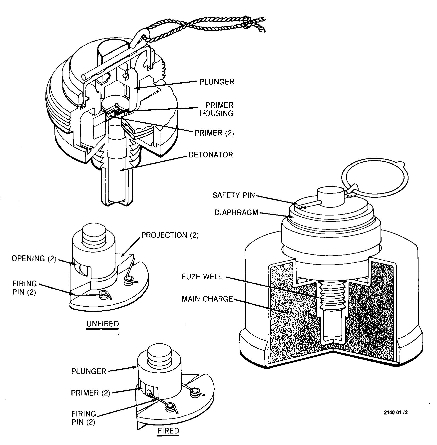 PLUNGER
PRIMER
HOUSING
PRIMER (2)
DETONATOR
SAFETY PIN
DIAPHRAGM
PROJECTION (2)
OPENING (2)
FIRING
PIN (2)
UNFIRED
FUZE WELL
MAIN CHARGE
PLUNGER
PRIMER (2)
FIRING
PIN (2)
FIRED